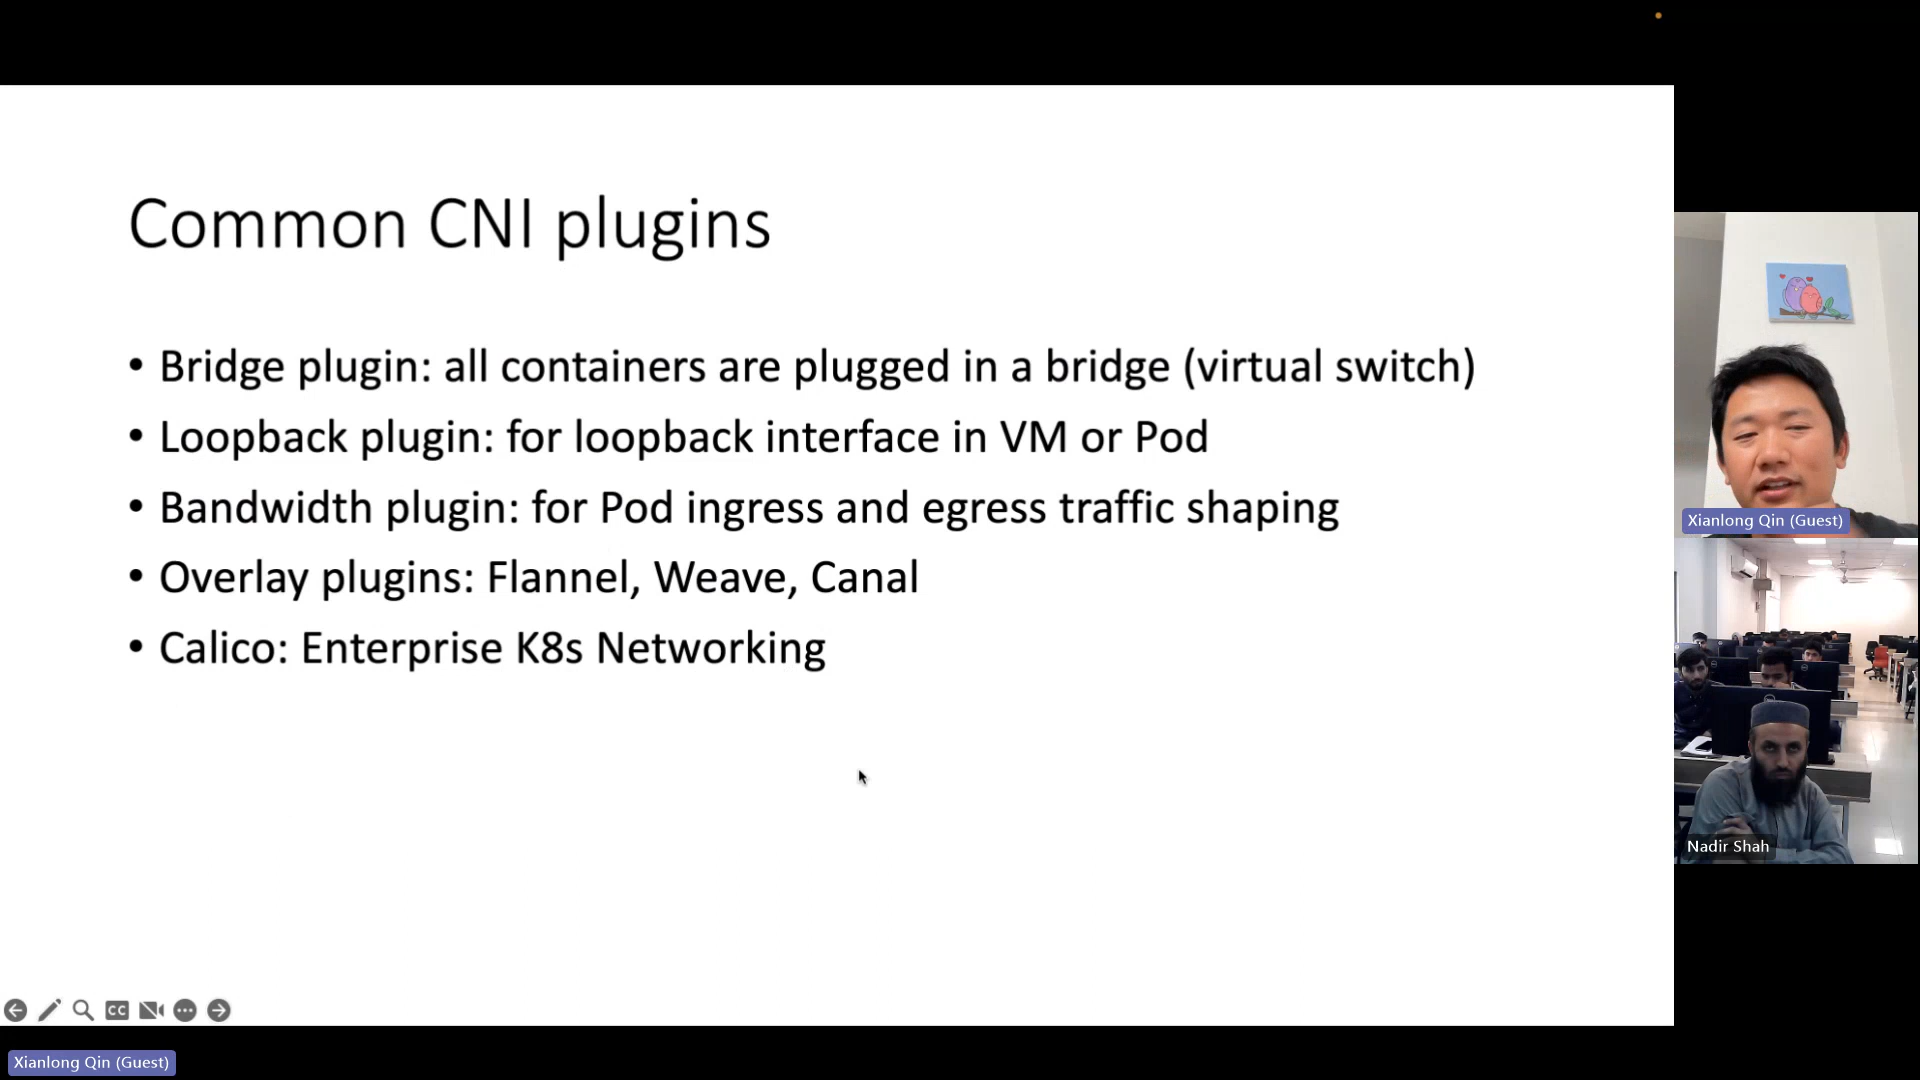 Common CNI plugins
• Bridge plugin: all containers are plugged in a bridge (virtual switch)
• Loopback plugin: for loopback interface in VM or Pod
• Bandwidth plugin: for Pod ingress and egress traffic shaping
• Overlay plugins: Flannel, Weave, Canal
• Calico: Enterprise K8s Networking
Xianlong Qin (Guest)
Nadir Shah
CC
Xianlong Qin (Guest)